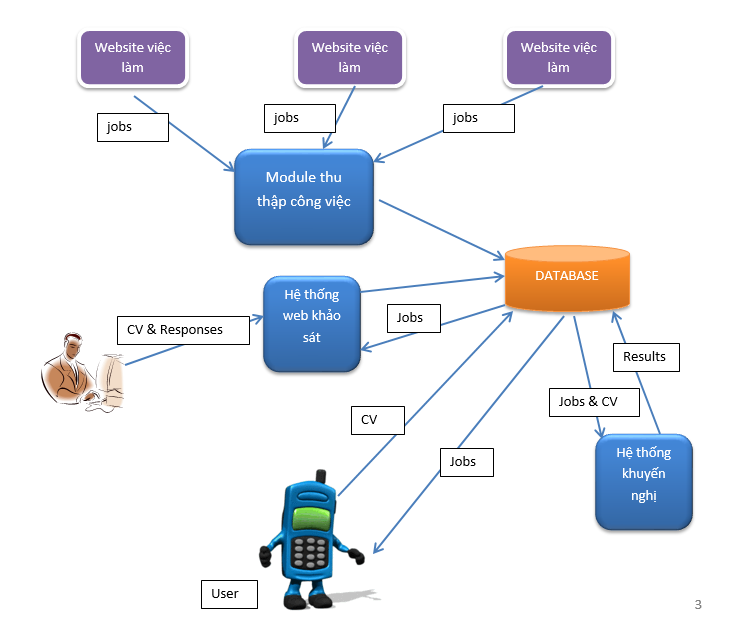 Website việc
làm
Website việc
làm
Website việc
làm
jobs
jobs
jobs
Module thu
thập công việc
DATABASE
Hệ thống
web khảo
sát
CV & Responses
Jobs
Results
Jobs & CV
CV
Jobs
Hệ thống
khuyến
nghị
User
3